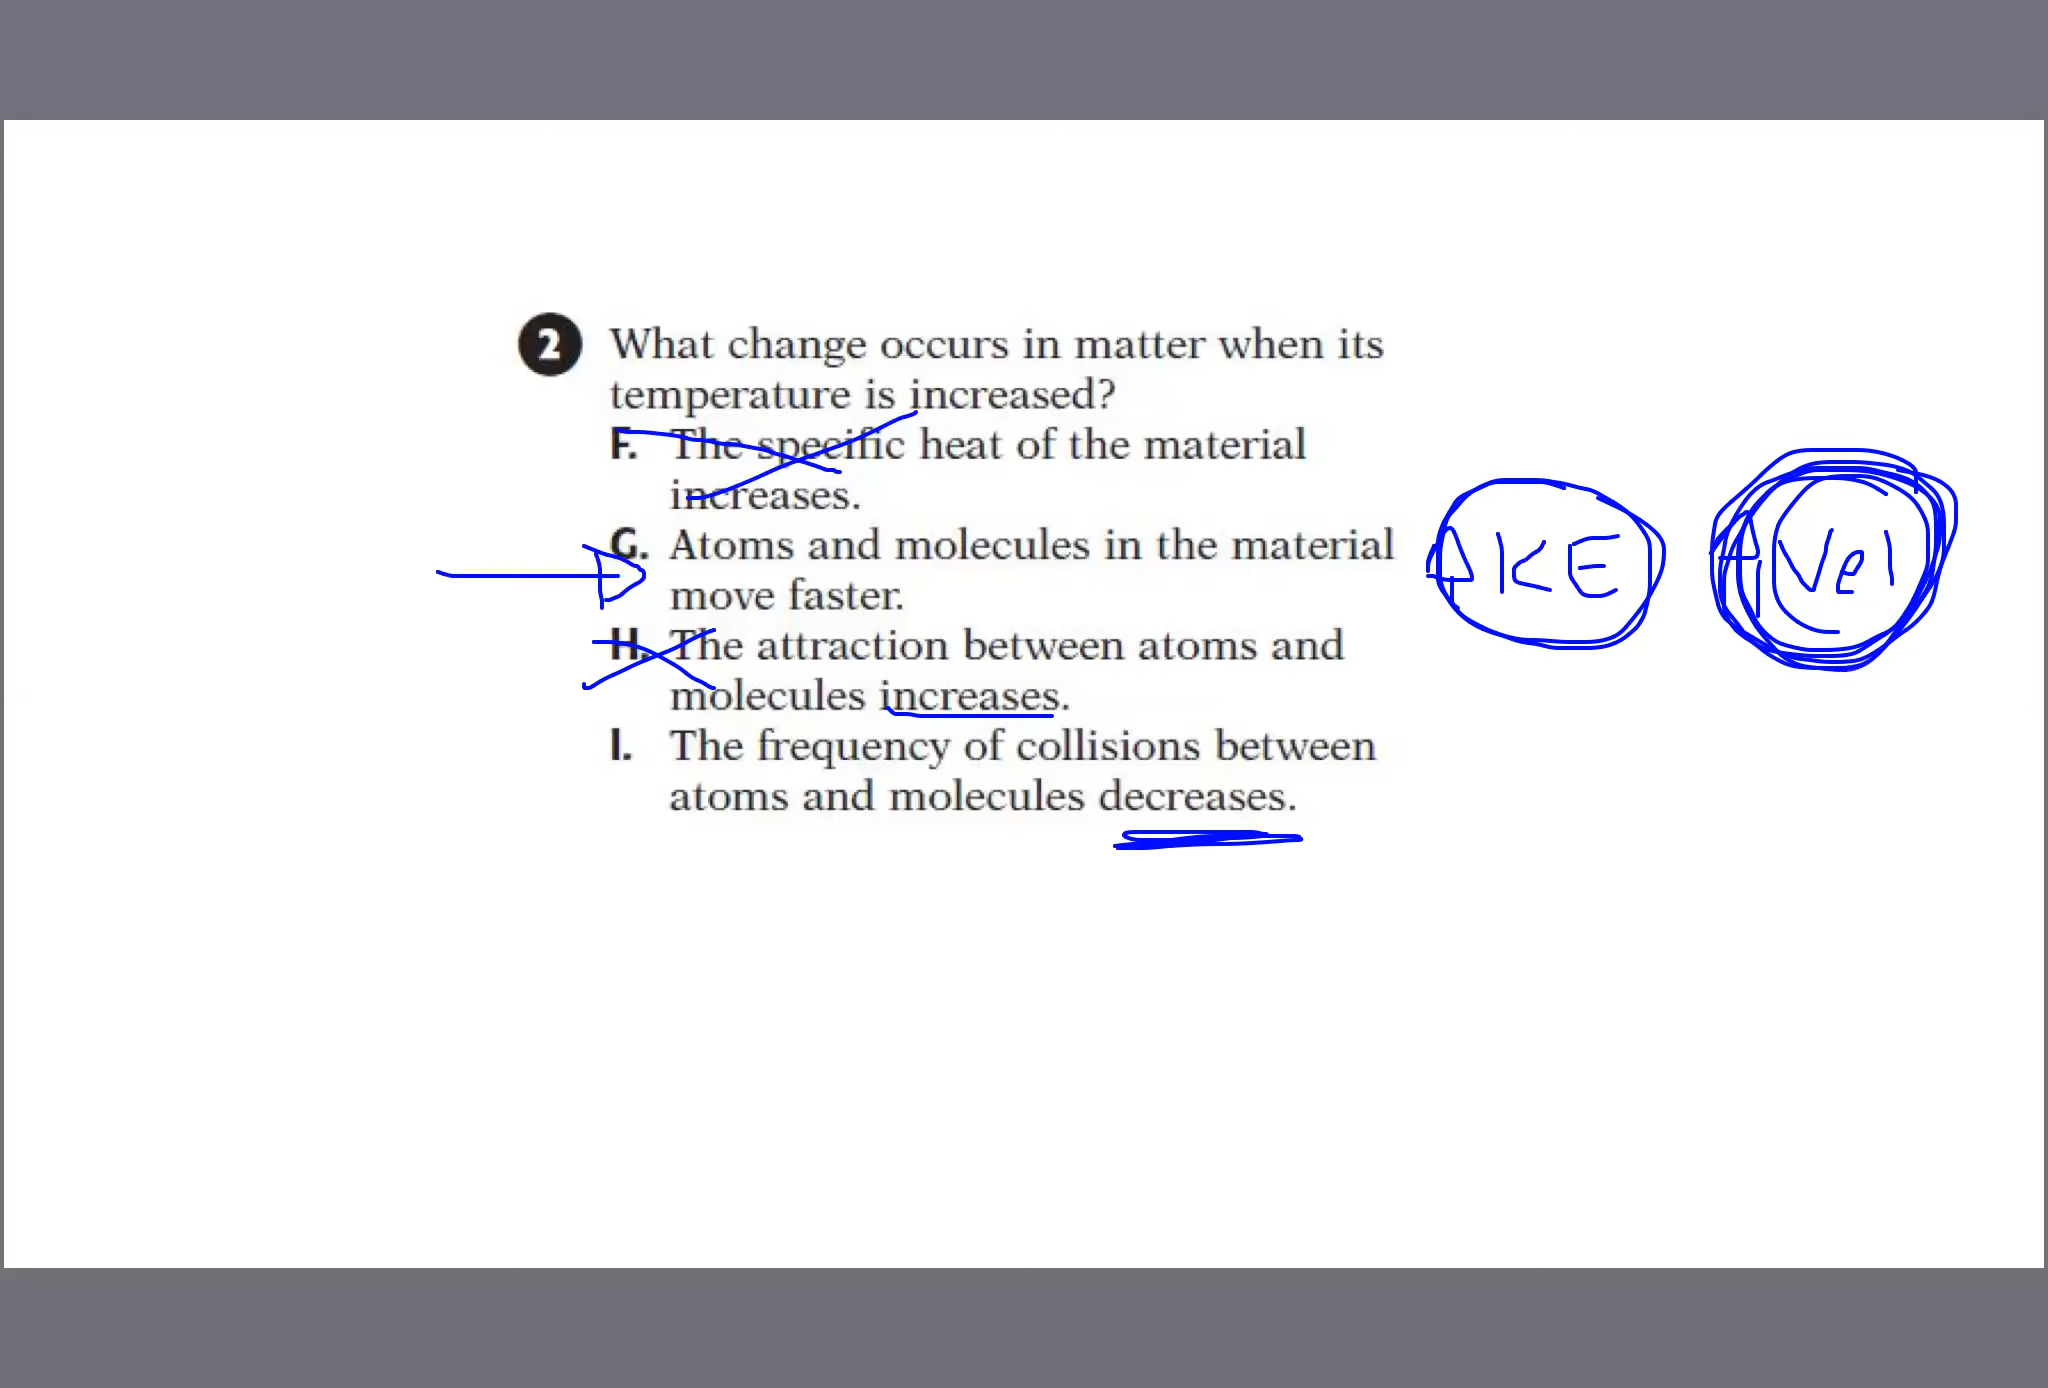 2 What change occurs in matter when its
temperature is increased?
F. The specific heat of the material
increases.
G. Atoms and molecules in the material
move faster.
↑KE ↑Vel
H. The attraction between atoms and
molecules increases.
I. The frequency of collisions between
atoms and molecules decreases.